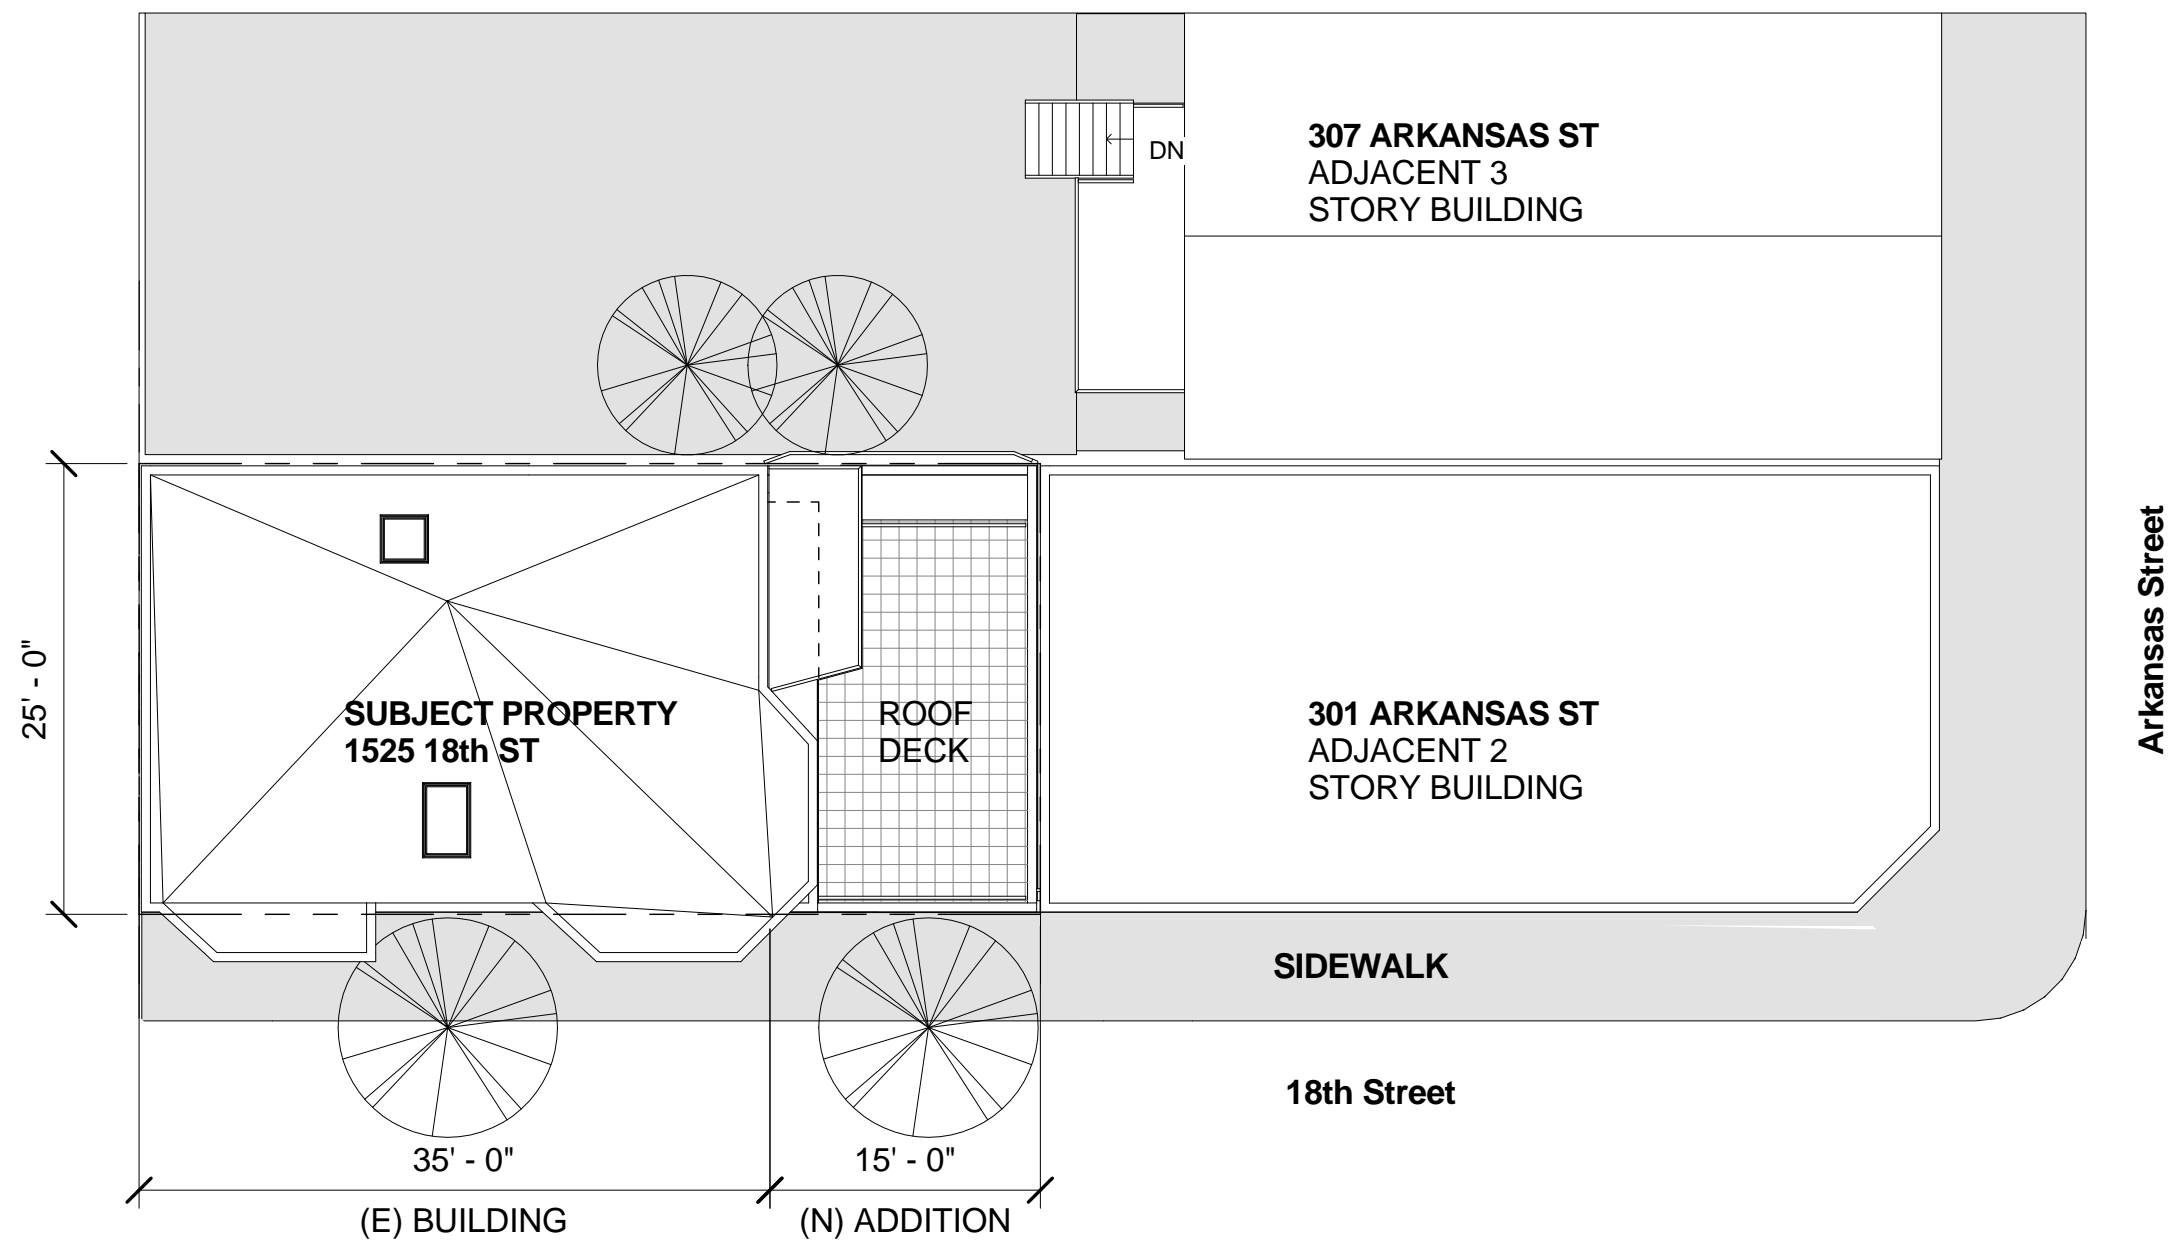 DN
307 ARKANSAS ST
ADJACENT 3
STORY BUILDING
25' - 0"
SUBJECT PROPERTY
1525 18th ST
ROOF
DECK
301 ARKANSAS ST
ADJACENT 2
STORY BUILDING
Arkansas Street
SIDEWALK
18th Street
35' - 0"
15' - 0"
(E) BUILDING
(N) ADDITION